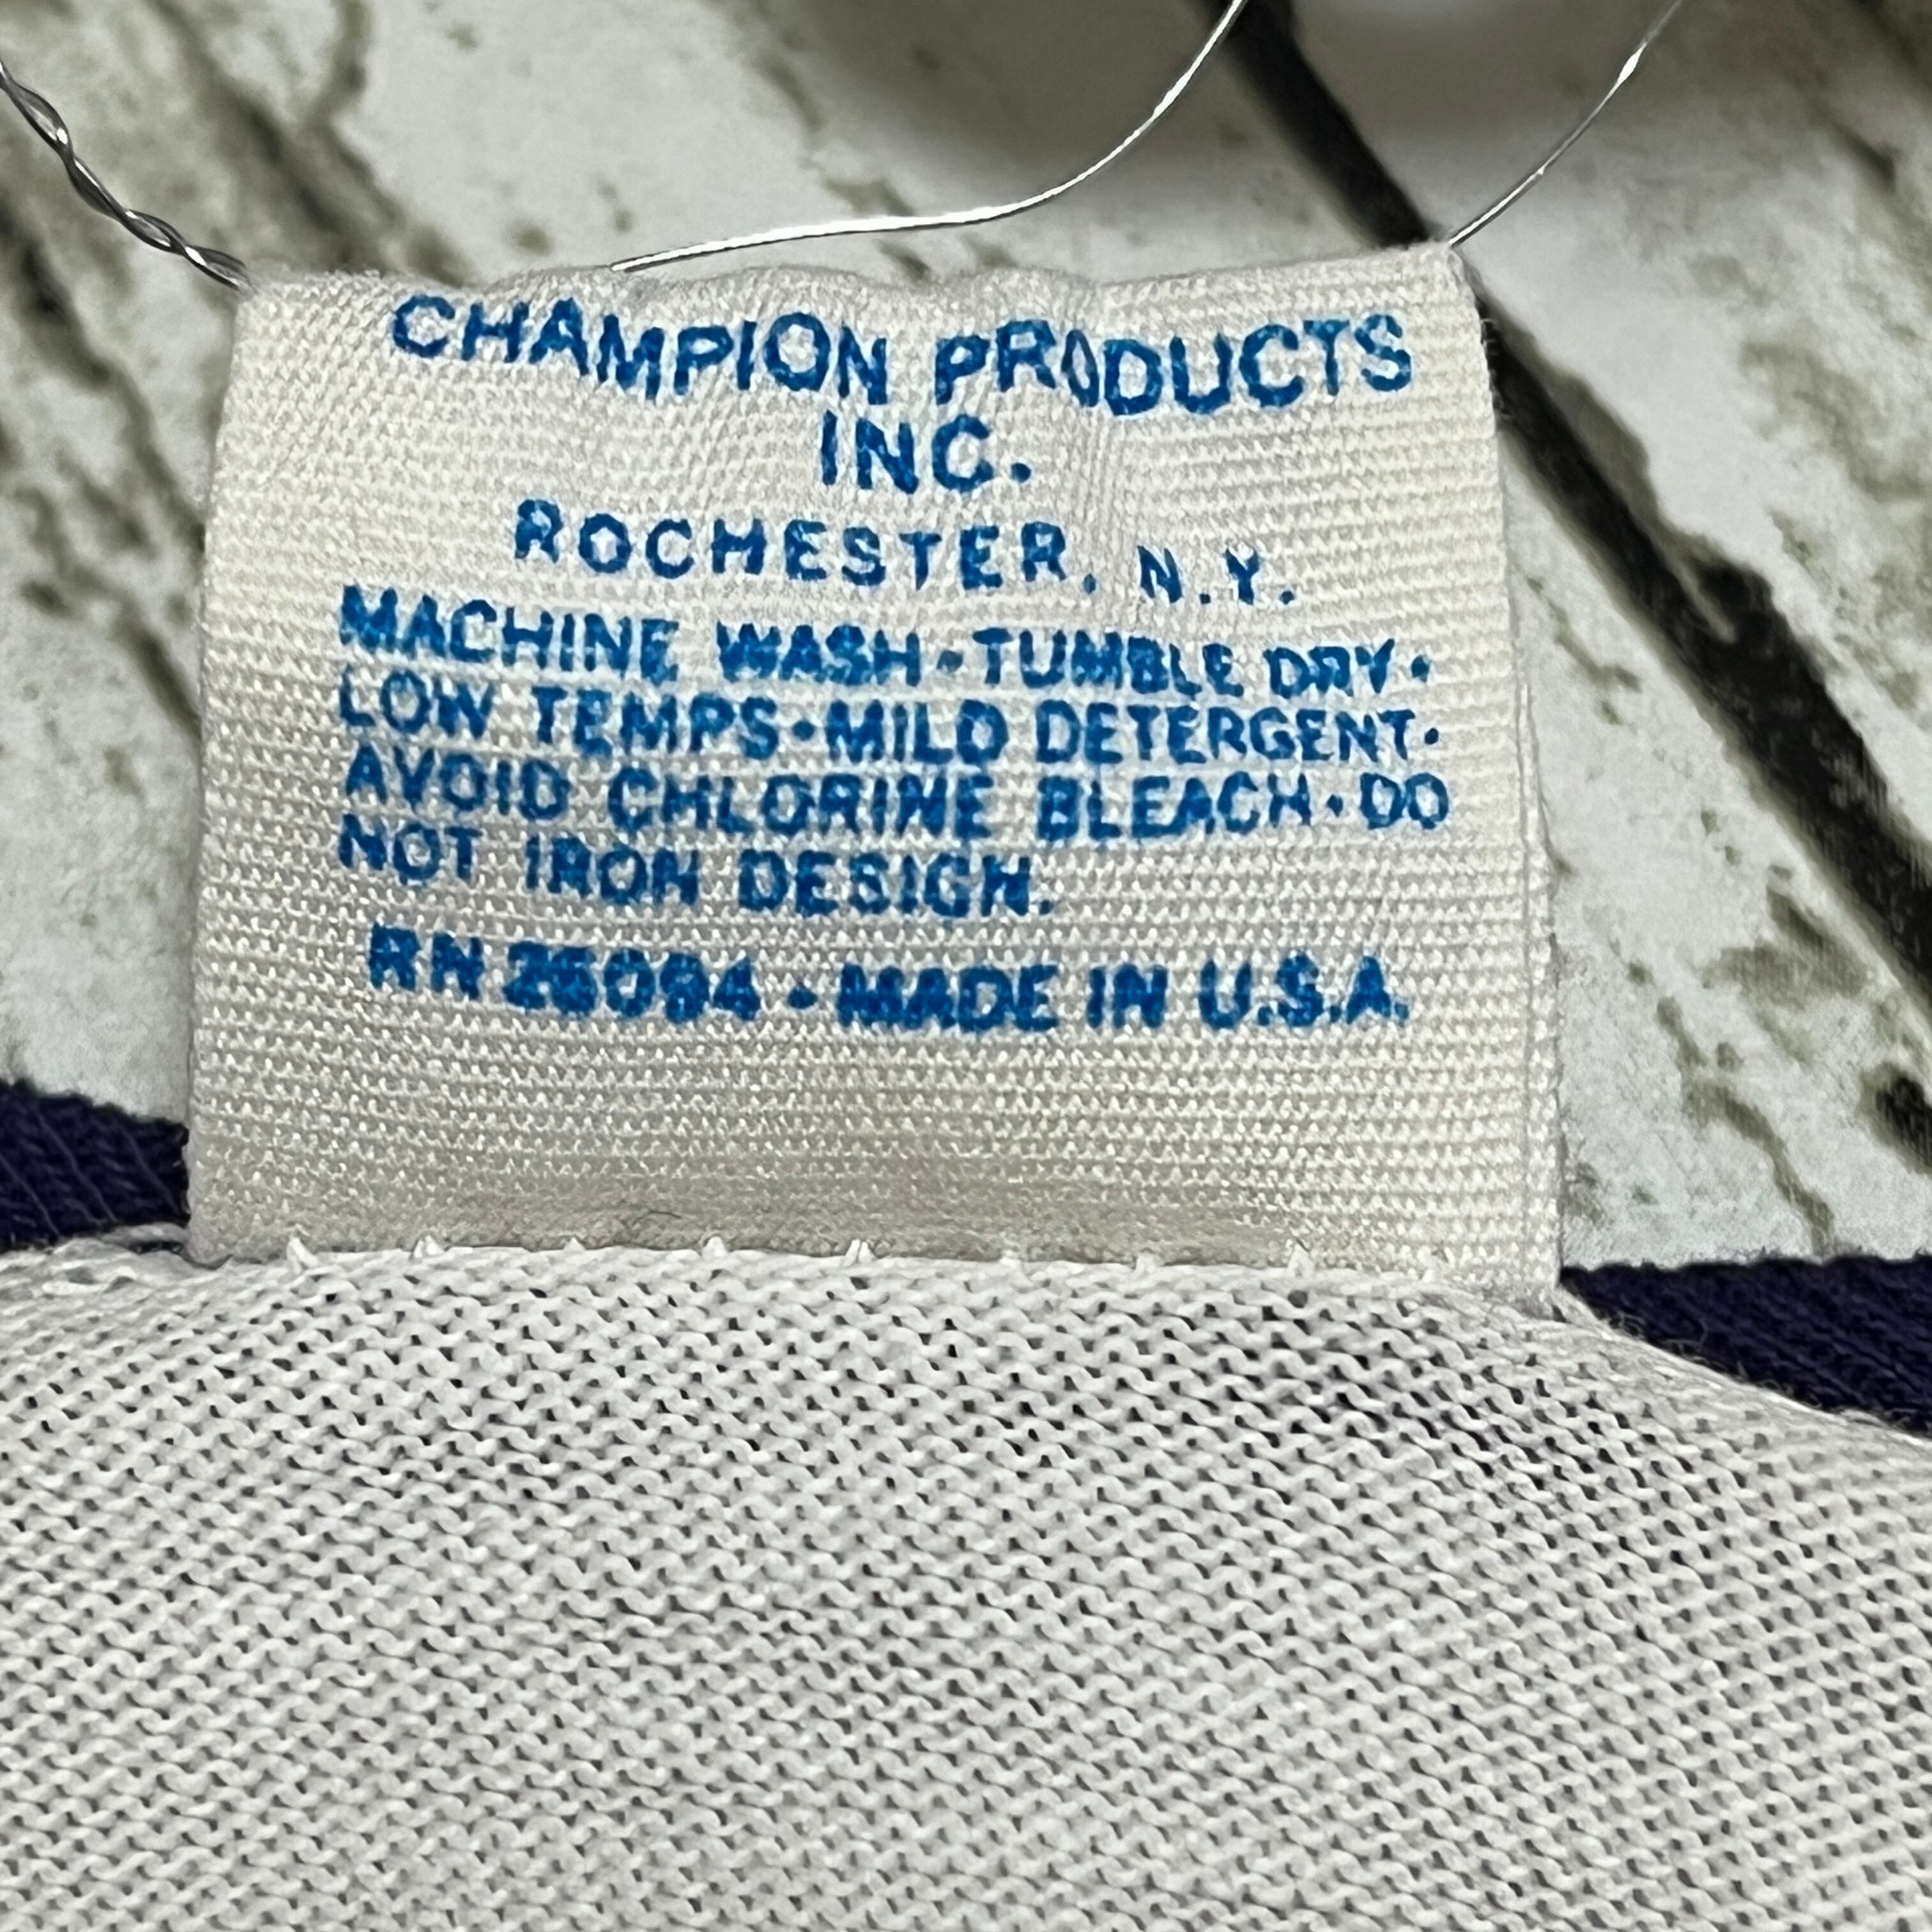 CHAMPION PRODUCTS
INC.
ROCHESTER, N.Y.
MACHINE WASH • TUMBLE DRY •
LOW TEMPS • MILD DETERGENT •
AVOID CHLORINE BLEACH • DO
NOT IRON DESIGN.
RN 26094 • MADE IN U.S.A.